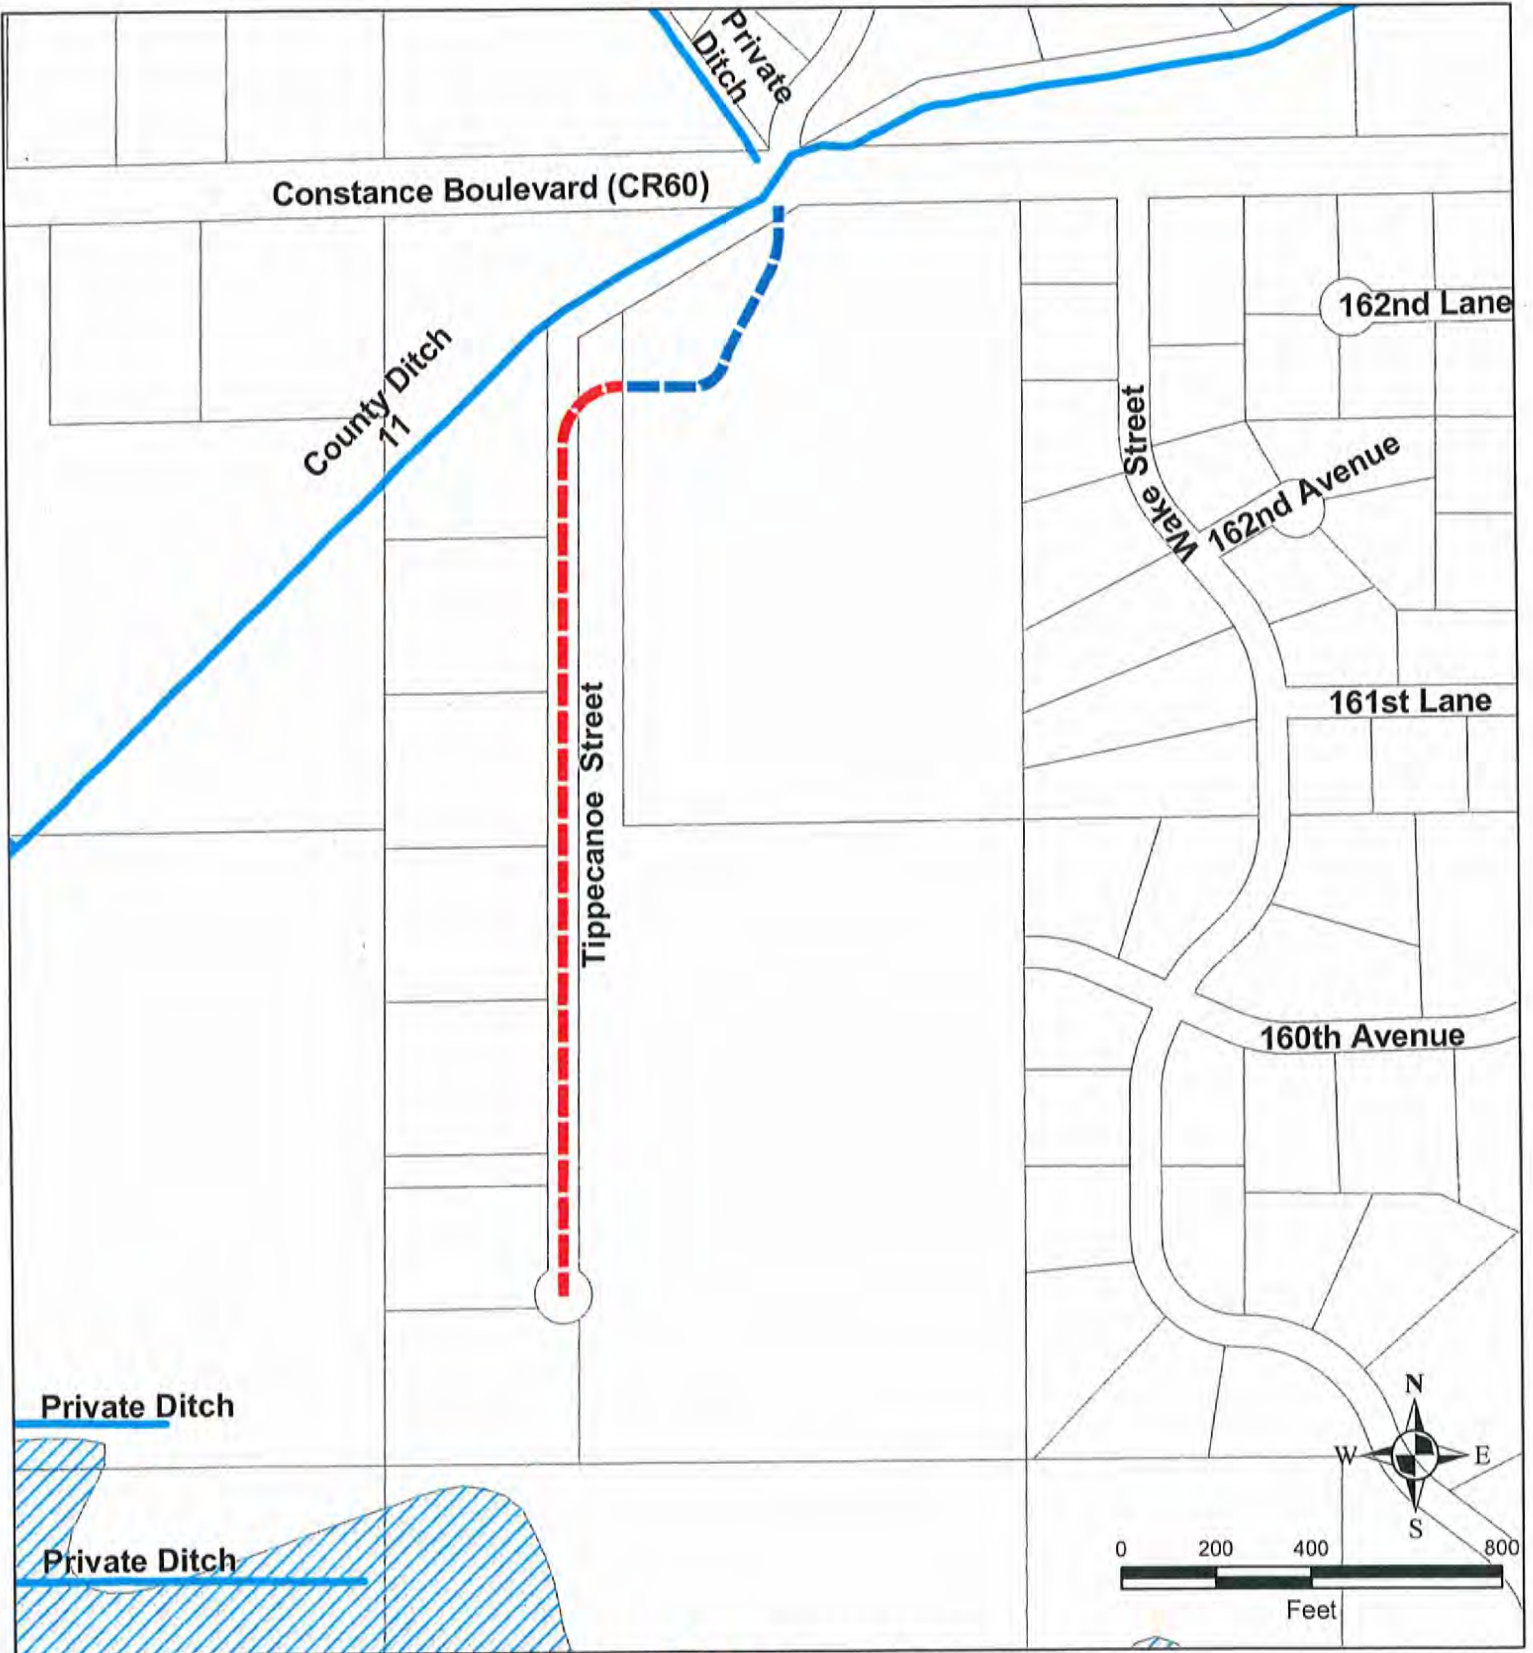 Private
Ditch
Constance Boulevard (CR60)
162nd Lane
County Ditch
11
Wake Street
162nd Avenue
161st Lane
Tippecanoe Street
160th Avenue
Private Ditch
N
W
E
S
Private Ditch
0 200 400 800
Feet